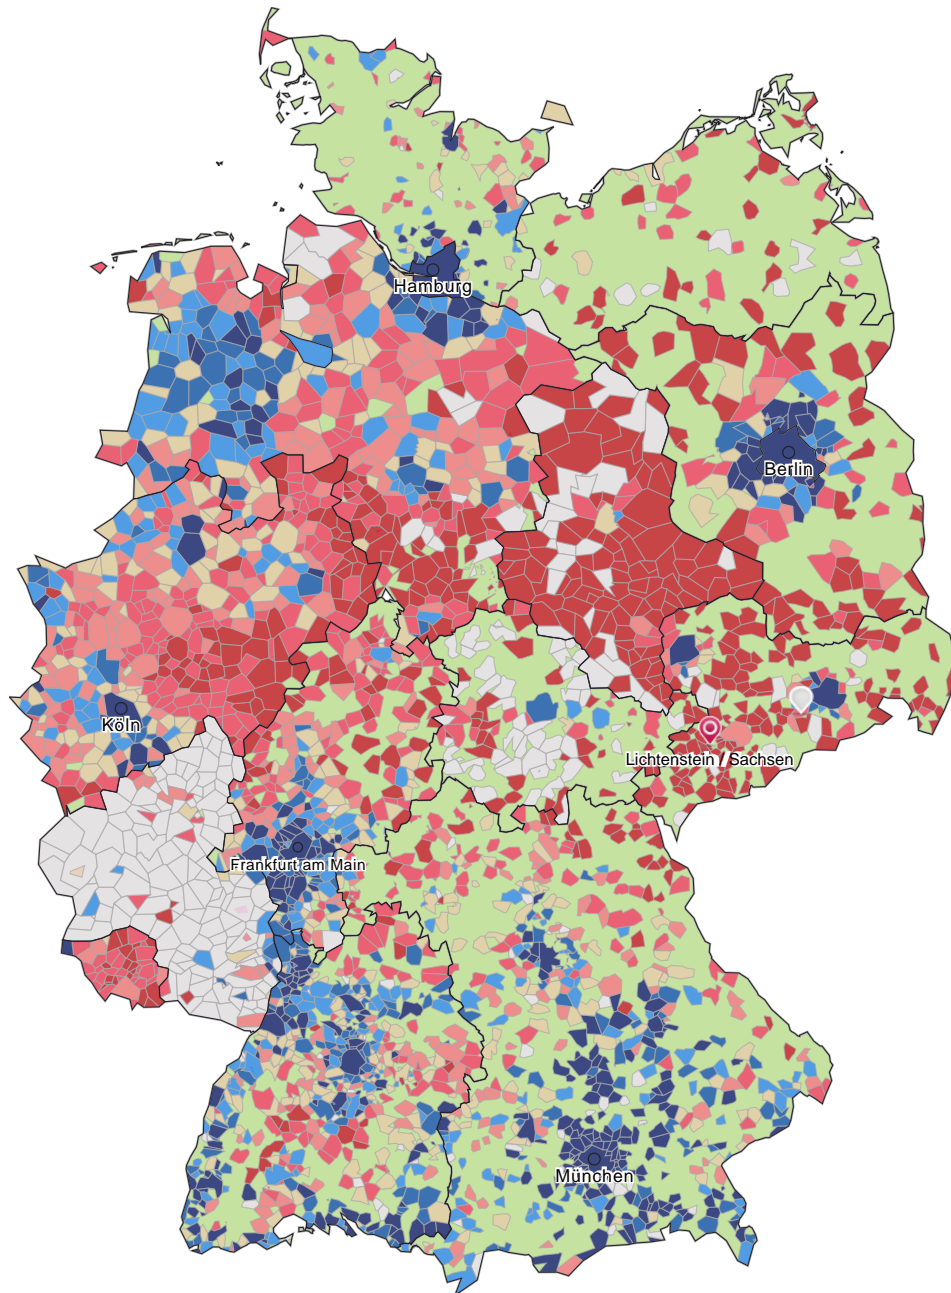 Hamburg
Berlin
Köln
Lichtenstein / Sachsen
Frankfurt am Main
München